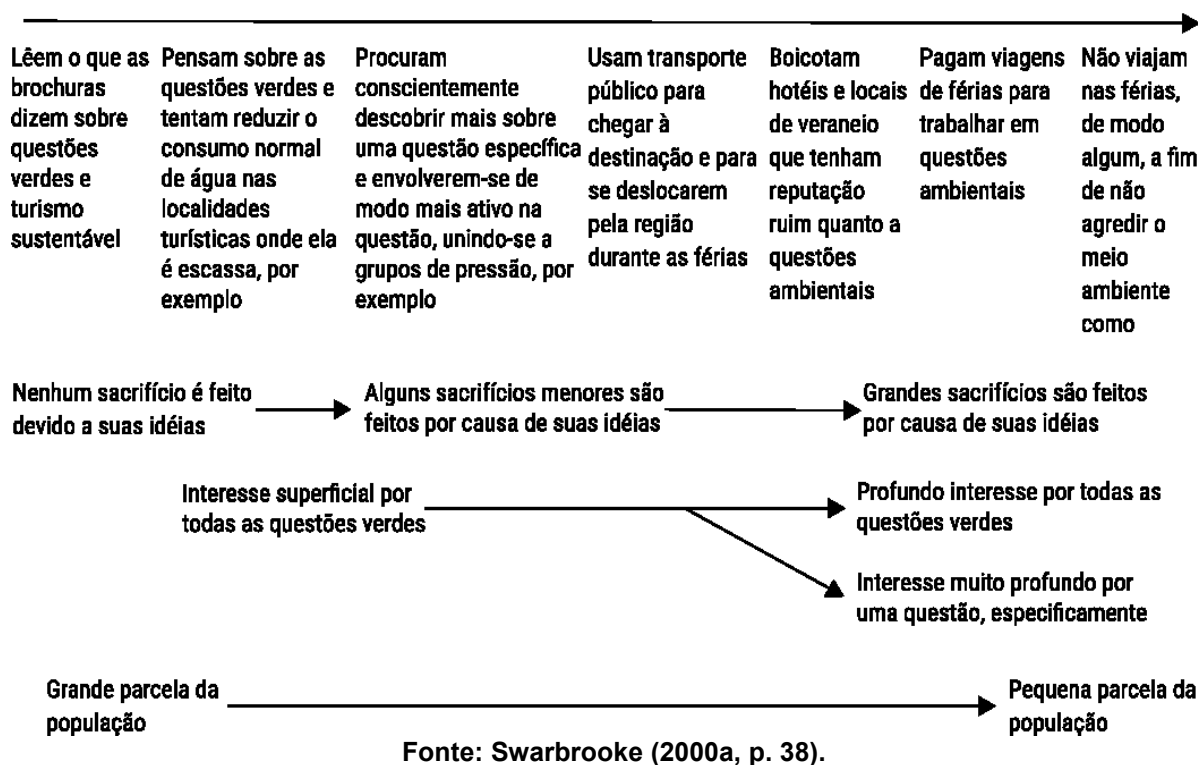 Lêem o que as
brochuras
dizem sobre
questões
verdes e
turismo
sustentável
Pensam sobre as
questões verdes e
tentam reduzir o
consumo normal
de água nas
localidades
turísticas onde ela
é escassa, por
exemplo
Procuram
conscientemente
descobrir mais sobre
uma questão específica
e envolverem-se de
modo mais ativo na
questão, unindo-se a
grupos de pressão, por
exemplo
Usam transporte
público para
chegar à
destinação e para
se deslocarem
pela região
durante as férias
Boicotam
hotéis e locais
de veraneio
que tenham
reputação
ruim quanto a
questões
ambientais
Pagam viagens
de férias para
trabalhar em
questões
ambientais
Não viajam
nas férias,
de modo
algum, a fim
de não
agredir o
meio
ambiente
como
Nenhum sacrifício é feito
devido a suas idéias
Alguns sacrifícios menores são
feitos por causa de suas idéias
Grandes sacrifícios são feitos
por causa de suas idéias
Interesse superficial por
todas as questões verdes
Profundo interesse por todas as
questões verdes
Interesse muito profundo por
uma questão, especificamente
Grande parcela da
população
Pequena parcela da
população
Fonte: Swarbrooke (2000a, p. 38).